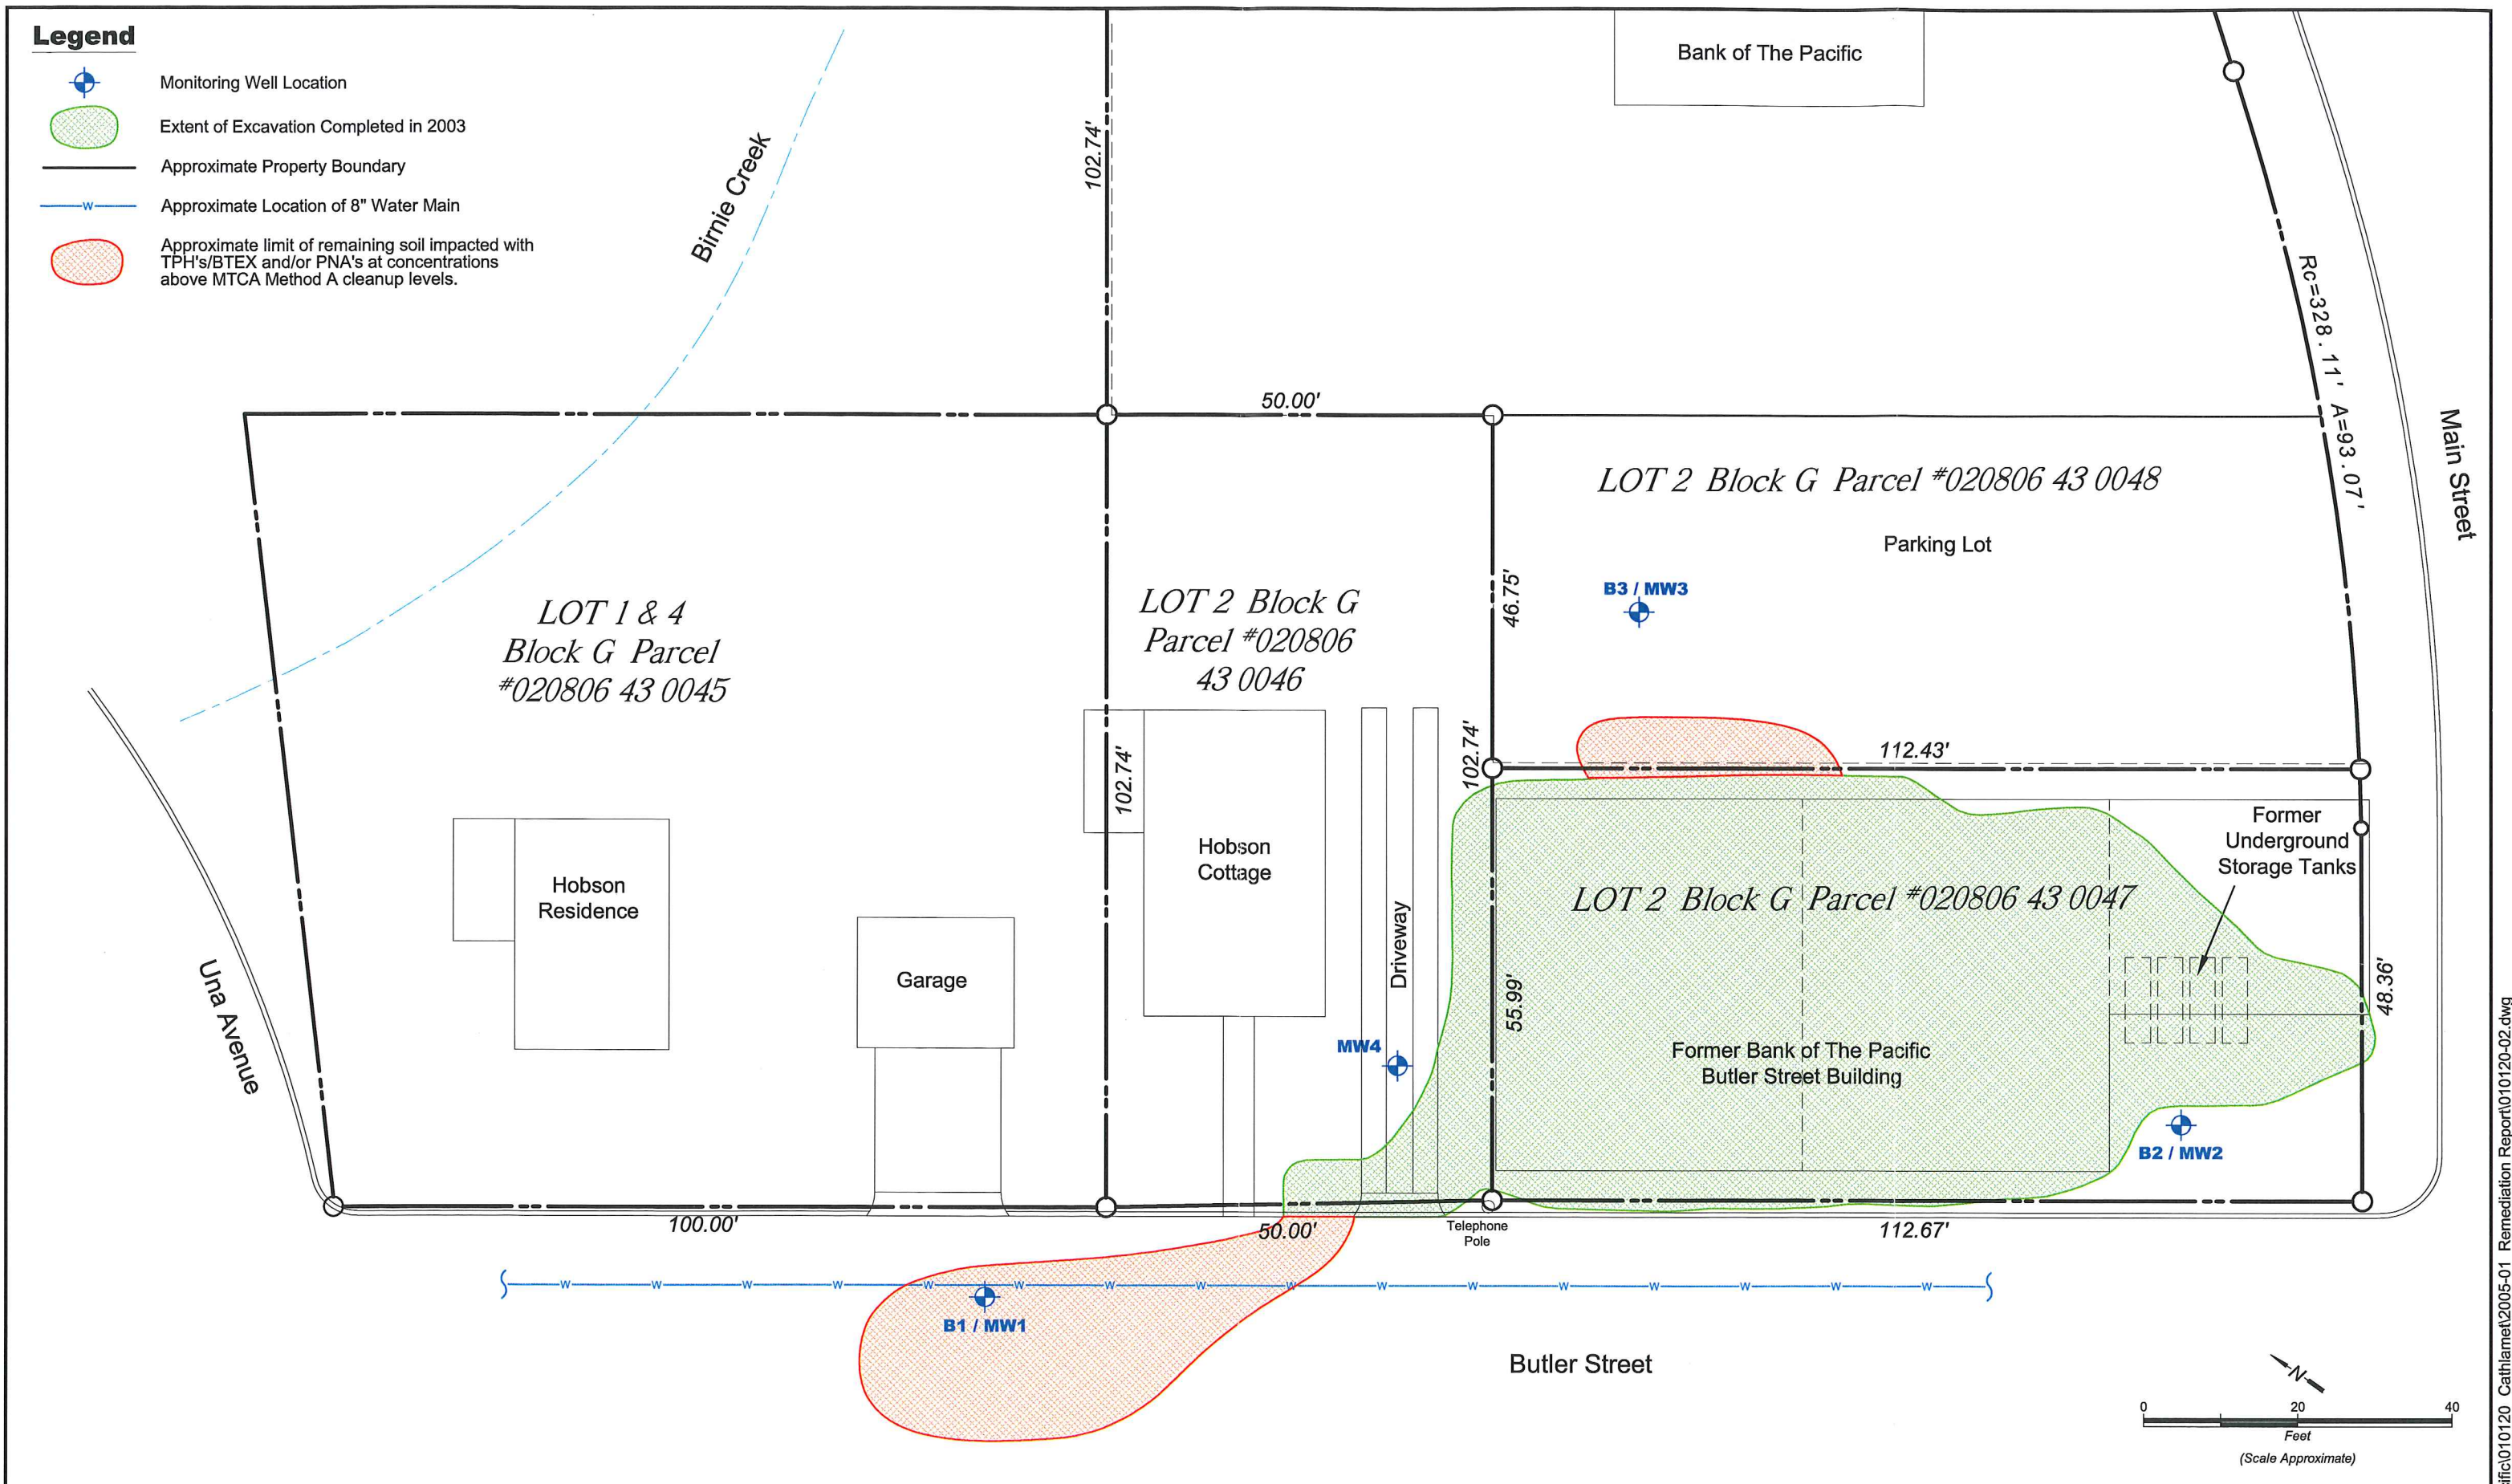 Legend
Monitoring Well Location
Extent of Excavation Completed in 2003
Approximate Property Boundary
W
Approximate Location of 8" Water Main
Approximate limit of remaining soil impacted with
TPH's/BTEX and/or PNA's at concentrations
above MTCA Method A cleanup levels.
Birnie Creek
102.74'
Bank of The Pacific
Rc=328.11' A=93.07'
Main Street
50.00'
LOT 2 Block G Parcel #020806 43 0048
Parking Lot
46.75'
B3 / MW3
LOT 1 & 4
Block G Parcel
#020806 43 0045
LOT 2 Block G
Parcel #020806
43 0046
102.74'
102.74'
112.43'
Hobson
Residence
Garage
Hobson
Cottage
Driveway
MW4
Former
Underground
Storage Tanks
LOT 2 Block G Parcel #020806 43 0047
55.99'
48.36'
Former Bank of The Pacific
Butler Street Building
B2 / MW2
Una Avenue
100.00'
50.00'
Telephone
Pole
112.67'
W W W W W W W W W W W W W W W W
B1 / MW1
Butler Street
N
0 20 40
Feet
(Scale Approximate)
ific\010120 Cathlamet\2005-01 Remediation Report\010120-02.dwg